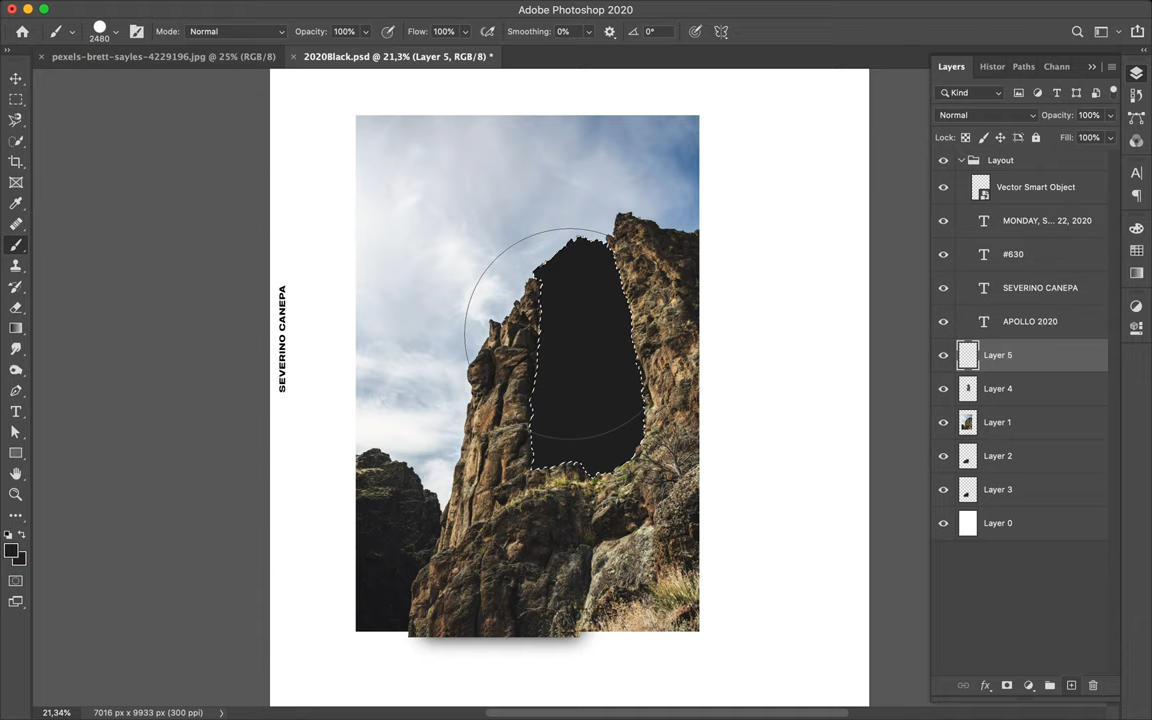 Adobe Photoshop 2020
2480
Mode: Normal
Opacity: 100%
Flow: 100%
Smoothing: 0%
0°
pexels-brett-sayles-4229196.jpg @ 25% (RGB/8)
2020Black.psd @ 21,3% (Layer 5, RGB/8) *
Layers
Histor
Paths
Chann
Kind
Normal
Opacity: 100%
Lock:
Fill: 100%
Layout
Vector Smart Object
MONDAY, S... 22, 2020
#630
SEVERINO CANEPA
APOLLO 2020
Layer 5
Layer 4
Layer 1
Layer 2
Layer 3
Layer 0
SEVERINO CANEPA
21,34%
7016 px x 9933 px (300 ppi)